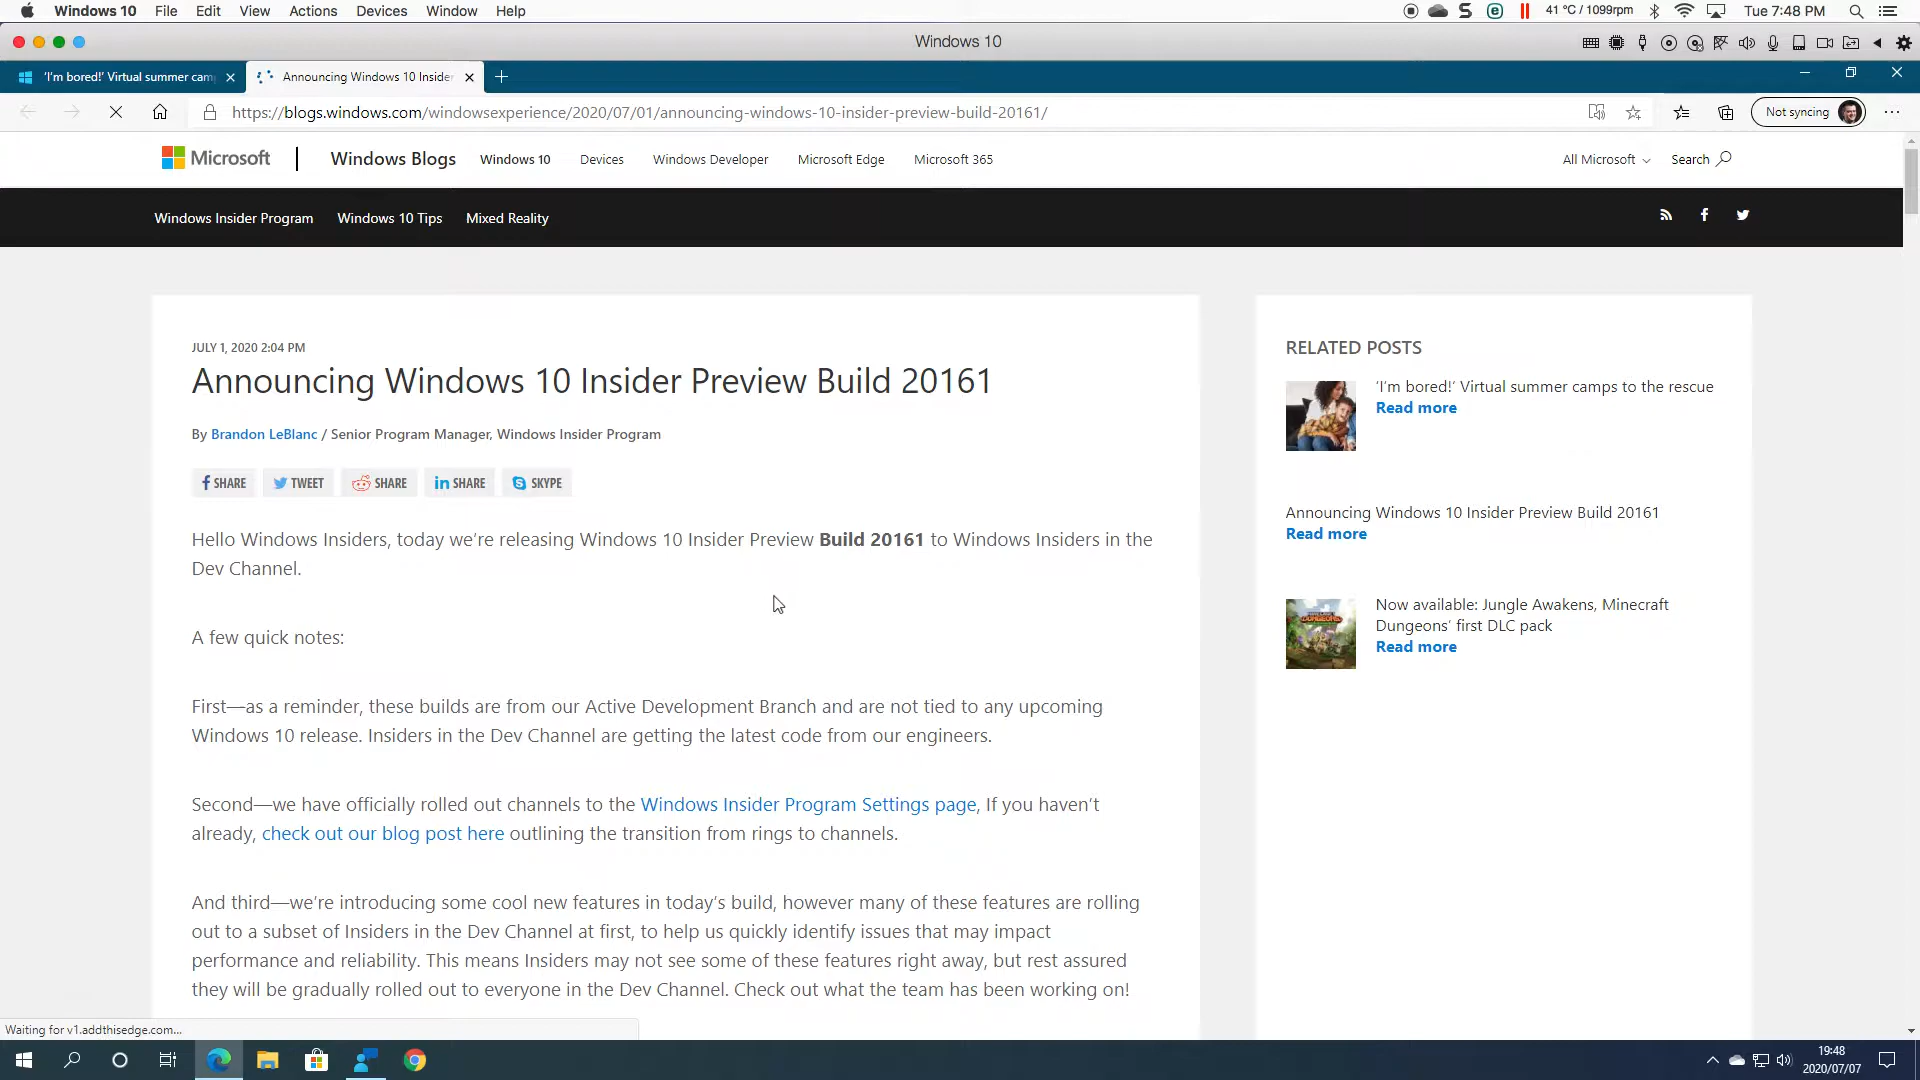 Windows 10 File Edit View Actions Devices Window Help
41 °C / 1099rpm Tue 7:48 PM
Windows 10
'I'm bored!' Virtual summer cam
Announcing Windows 10 Inside
https://blogs.windows.com/windowsexperience/2020/07/01/announcing-windows-10-insider-preview-build-20161/
Not syncing
Microsoft Windows Blogs Windows 10 Devices Windows Developer Microsoft Edge Microsoft 365
All Microsoft Search
Windows Insider Program Windows 10 Tips Mixed Reality
JULY 1, 2020 2:04 PM
Announcing Windows 10 Insider Preview Build 20161
By Brandon LeBlanc / Senior Program Manager, Windows Insider Program
SHARE TWEET SHARE SHARE SKYPE
Hello Windows Insiders, today we're releasing Windows 10 Insider Preview Build 20161 to Windows Insiders in the
Dev Channel.
A few quick notes:
First—as a reminder, these builds are from our Active Development Branch and are not tied to any upcoming
Windows 10 release. Insiders in the Dev Channel are getting the latest code from our engineers.
Second—we have officially rolled out channels to the Windows Insider Program Settings page, If you haven't
already, check out our blog post here outlining the transition from rings to channels.
And third—we're introducing some cool new features in today's build, however many of these features are rolling
out to a subset of Insiders in the Dev Channel at first, to help us quickly identify issues that may impact
performance and reliability. This means Insiders may not see some of these features right away, but rest assured
they will be gradually rolled out to everyone in the Dev Channel. Check out what the team has been working on!
RELATED POSTS
'I'm bored!' Virtual summer camps to the rescue
Read more
Announcing Windows 10 Insider Preview Build 20161
Read more
Now available: Jungle Awakens, Minecraft
Dungeons' first DLC pack
Read more
Waiting for v1.addthisedge.com...
19:48
2020/07/07